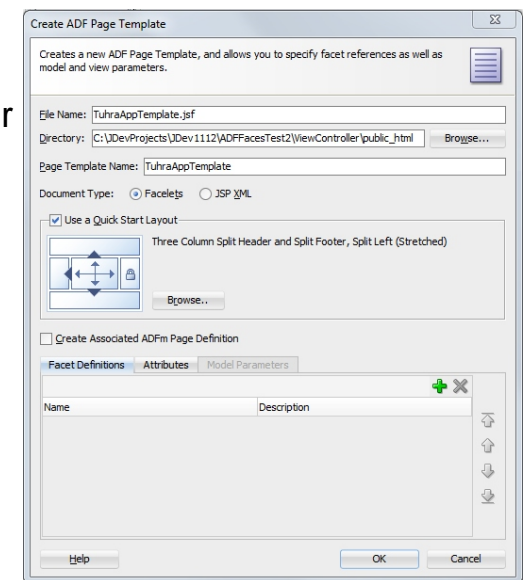 Create ADF Page Template
Creates a new ADF Page Template, and allows you to specify facet references as well as
model and view parameters.
r
File Name: TuhraAppTemplate.jsf
Directory: C:\JDevProjects\JDev1112\ADFFacesTest2\ViewController\public_html Browse...
Page Template Name: TuhraAppTemplate
Document Type: Facelets JSP XML
Use a Quick Start Layout
Three Column Split Header and Split Footer, Split Left (Stretched)
Browse..
Create Associated ADFm Page Definition
Facet Definitions Attributes Model Parameters
Name Description
Help OK Cancel